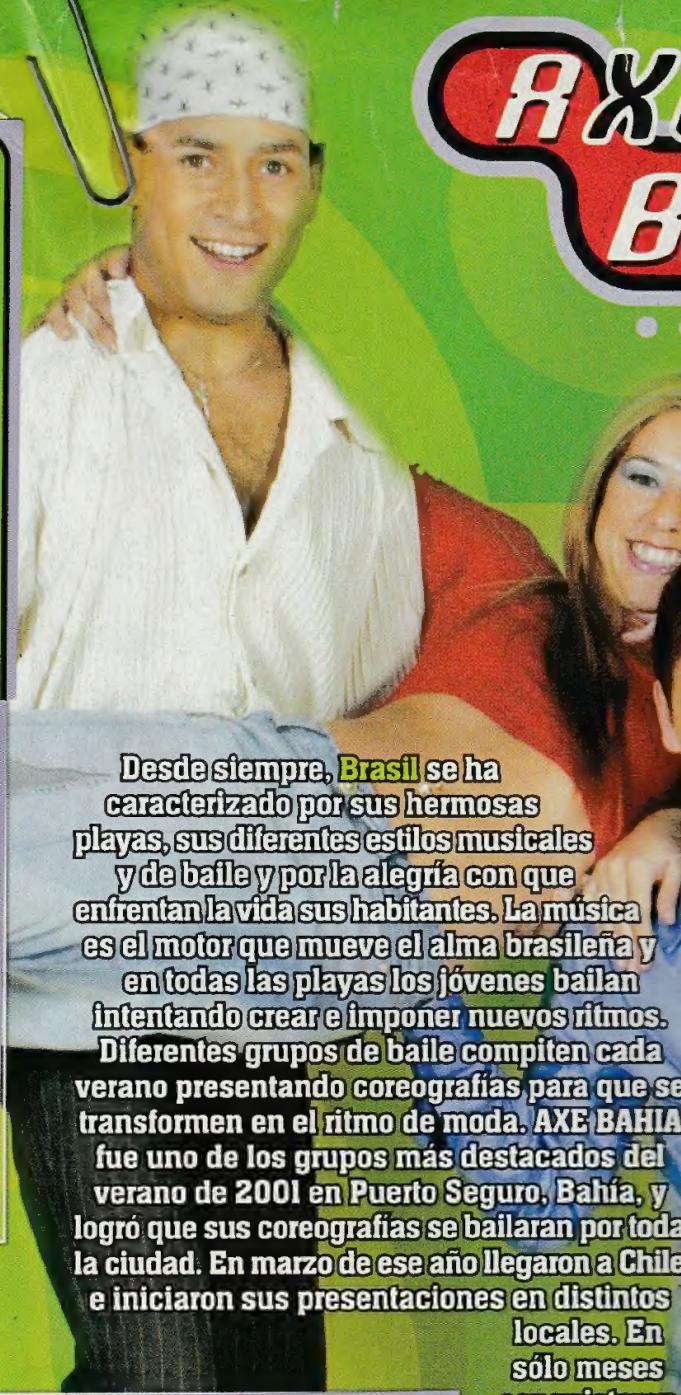 AX
B
Desde siempre, Brasil se ha
caracterizado por sus hermosas
playas, sus diferentes estilos musicales
y de baile y por la alegría con que
enfrentan la vida sus habitantes. La música
es el motor que mueve el alma brasileña y
en todas las playas los jóvenes bailan
intentando crear e imponer nuevos ritmos.
Diferentes grupos de baile compiten cada
verano presentando coreografías para que se
transformen en el ritmo de moda. AXE BAHIA
fue uno de los grupos más destacados del
verano de 2001 en Puerto Seguro, Bahía, y
logró que sus coreografías se bailaran por toda
la ciudad. En marzo de ese año llegaron a Chile
e iniciaron sus presentaciones en distintos
locales. En
sólo meses